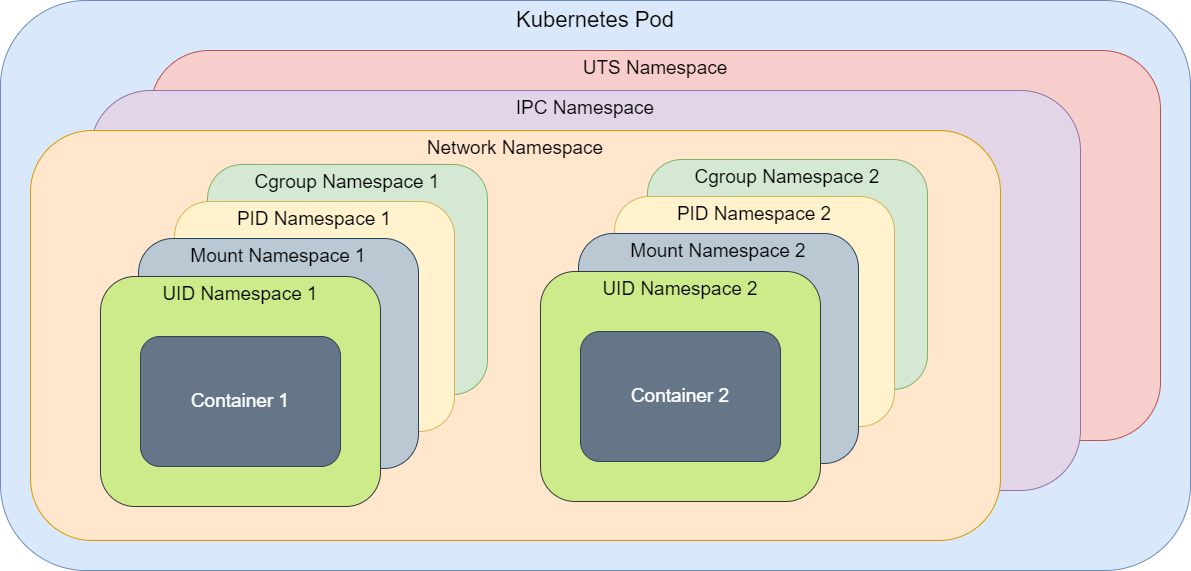 Kubernetes Pod
UTS Namespace
IPC Namespace
Network Namespace
Cgroup Namespace 1
PID Namespace 1
Mount Namespace 1
UID Namespace 1
Container 1
Cgroup Namespace 2
PID Namespace 2
Mount Namespace 2
UID Namespace 2
Container 2